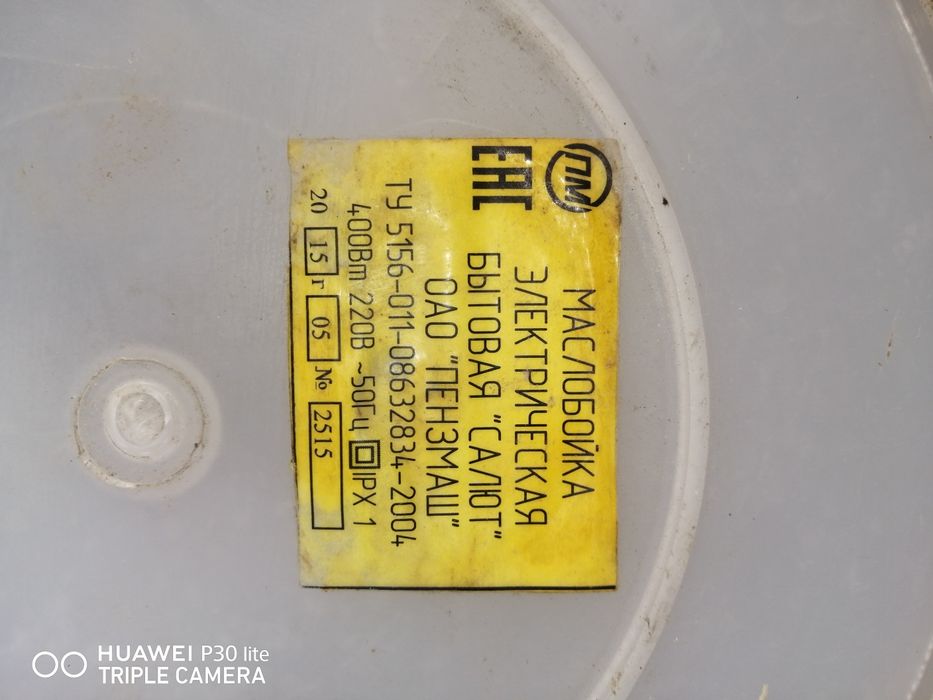 ПМ
ЕАС
МАСЛОБОЙКА
ЭЛЕКТРИЧЕСКАЯ
БЫТОВАЯ "САЛЮТ"
ОАО "ПЕНЗМАШ"
ТУ 5156-011-08632834-2004
400Вт 220В ~50Гц IPX 1
20 15 г 05 № 2515
HUAWEI P30 lite
TRIPLE CAMERA